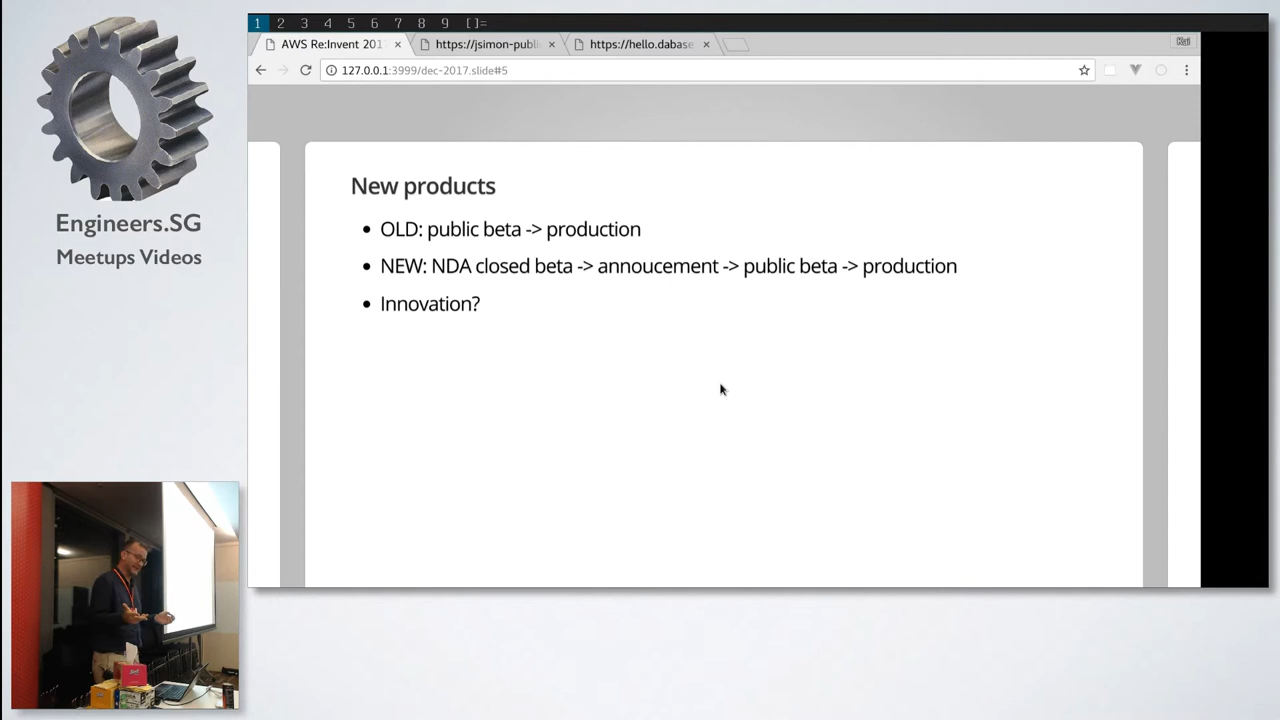 1 2 3 4 5 6 7 8 9 []=
AWS Re:Invent 201
https://jsimon-publi
https://hello.dabase
Kai
127.0.0.1:3999/dec-2017.slide#5
Engineers.SG
Meetups Videos
New products
• OLD: public beta -> production
• NEW: NDA closed beta -> annoucement -> public beta -> production
• Innovation?